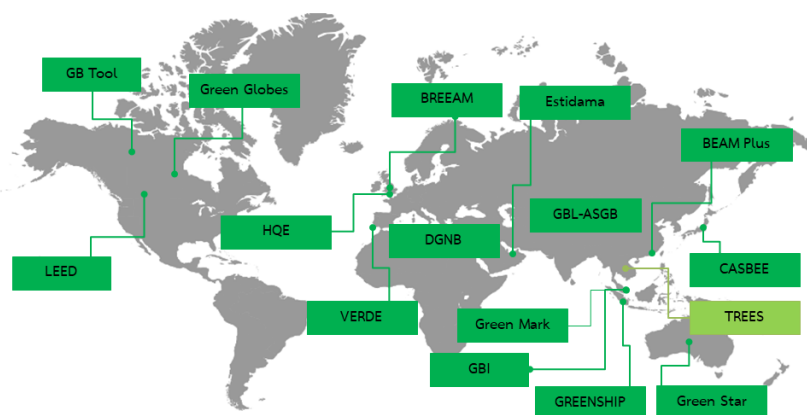 GB Tool
Green Globes
BREEAM
Estidama
BEAM Plus
GBL-ASGB
HQE
DGNB
LEED
CASBEE
VERDE
Green Mark
TREES
GBI
GREENSHIP
Green Star